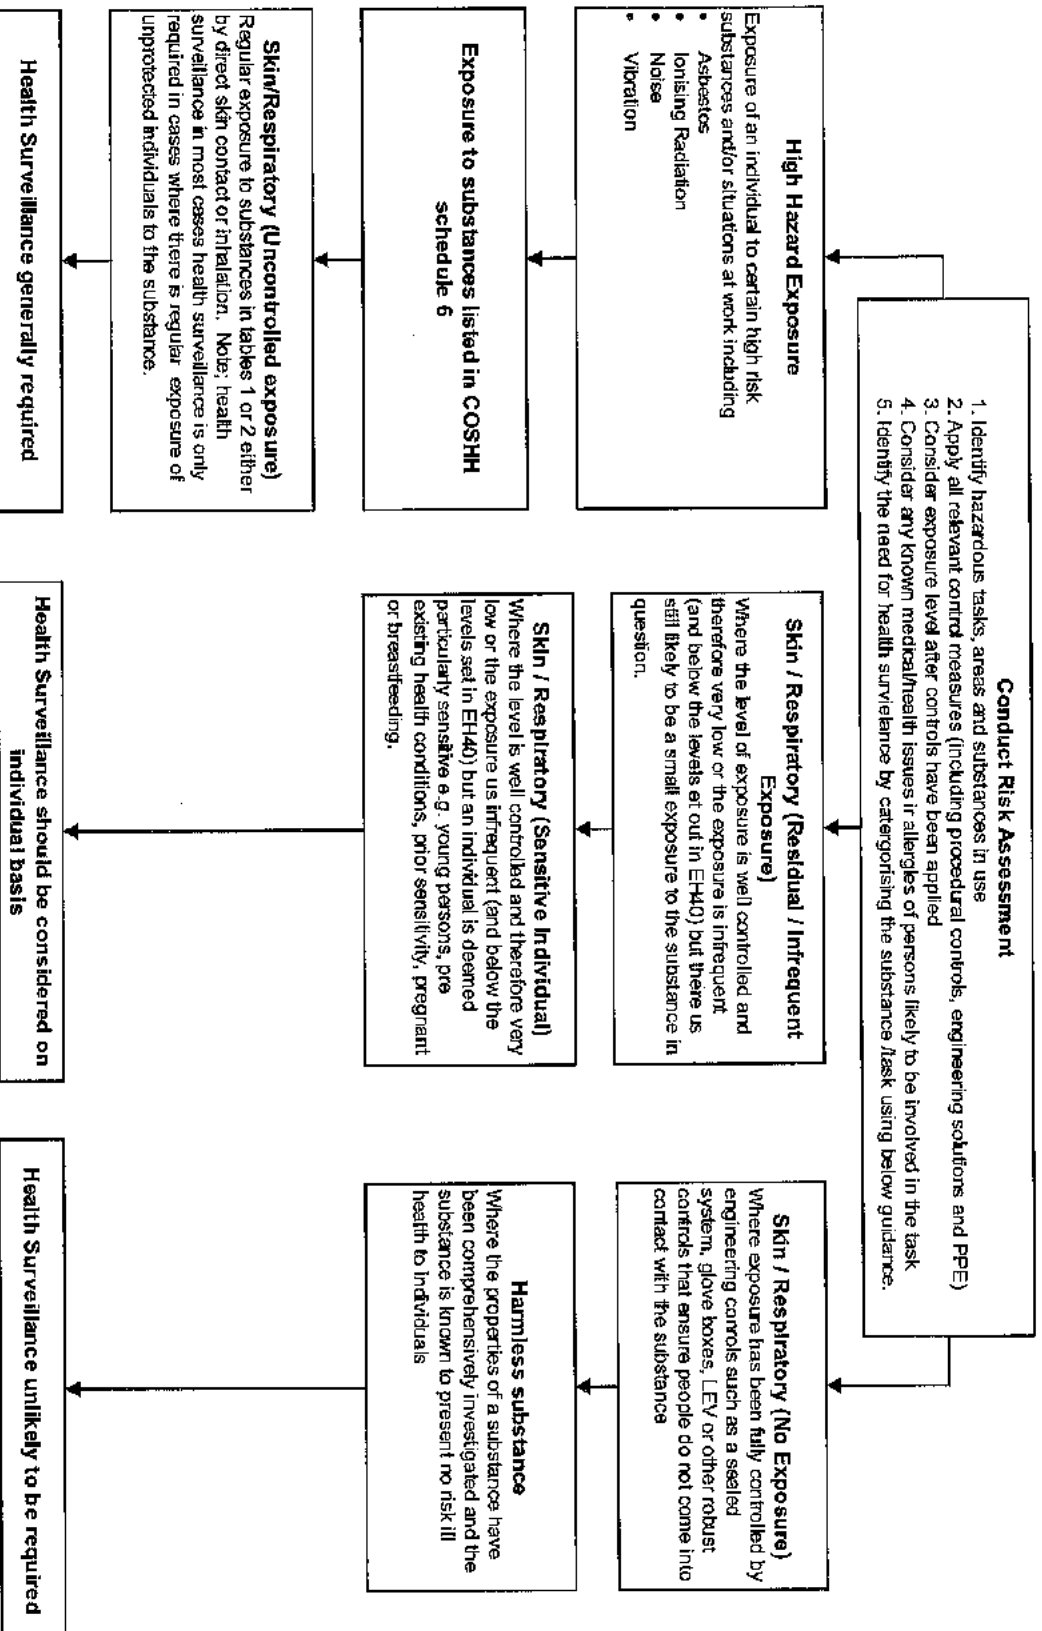 Conduct Risk Assessment
1. Identify hazardous tasks, areas and substances in use
2. Apply all relevant control measures (including procedural controls, engineering solutions and PPE)
3. Consider exposure level after controls have been applied
4. Consider any known medical/health issues ir allergies of persons likely to be involved in the task
5. Identify the need for health survielance by catergorising the substance /task using below guidance.
High Hazard Exposure
Exposure of an individual to certain high risk
substances and/or situations at work including
• Asbestos
• Ionising Radiation
• Noise
• Vibration
Exposure to substances listed in COSHH
schedule 6
Skin/Respiratory (Uncontrolled exposure)
Regular exposure to substances in tables 1 or 2 either
by direct skin contact or inhalation. Note; health
surveillance in most cases health surveillance is only
required in cases where there is regular exposure of
unprotected individuals to the substance.
Health Surveillance generally required
Skin / Respiratory (Residual / Infrequent
Exposure)
Where the level of exposure is well controlled and
therefore very low or the exposure is infrequent
(and below the levels et out in EH40) but there us
still likely to be a small exposure to the substance in
question.
Skin / Respiratory (Sensitive Individual)
Where the level is well controlled and therefore very
low or the exposure us infrequent (and below the
levels set in EH40) but an individual is deemed
particularly sensitive e.g. young persons, pre
existing health conditions, prior sensitivity, pregnant
or breastfeeding.
Health Surveillance should be considered on
individual basis
Skin / Respiratory (No Exposure)
Where exposure has been fully controlled by
engineering conrols such as a sealed
system, glove boxes, LEV or other robust
controls that ensure people do not come into
contact with the substance
Harmless substance
Where the properties of a substance have
been comprehensively investigated and the
substance is known to present no risk ill
health to individuals
Health Surveillance unlikely to be required